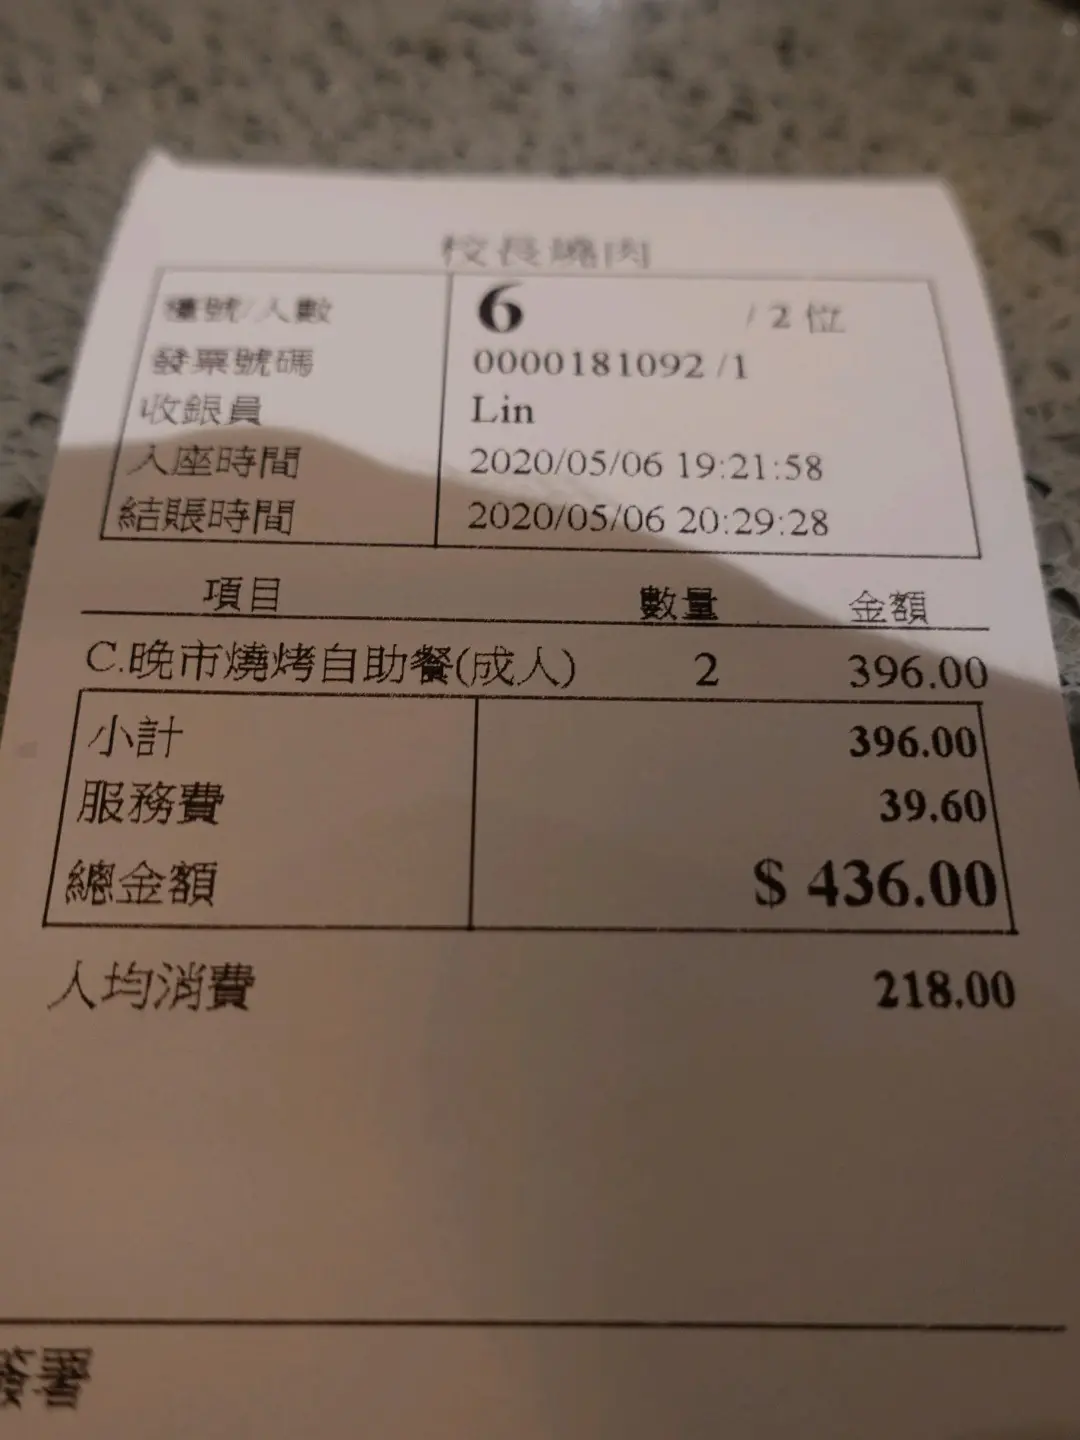 校長燒肉
檯號/人數 6 / 2 位
發票號碼 0000181092 /1
收銀員 Lin
入座時間 2020/05/06 19:21:58
結賬時間 2020/05/06 20:29:28
項目 數量 金額
C.晚市燒烤自助餐(成人) 2 396.00
小計 396.00
服務費 39.60
總金額 $ 436.00
人均消費 218.00
簽署